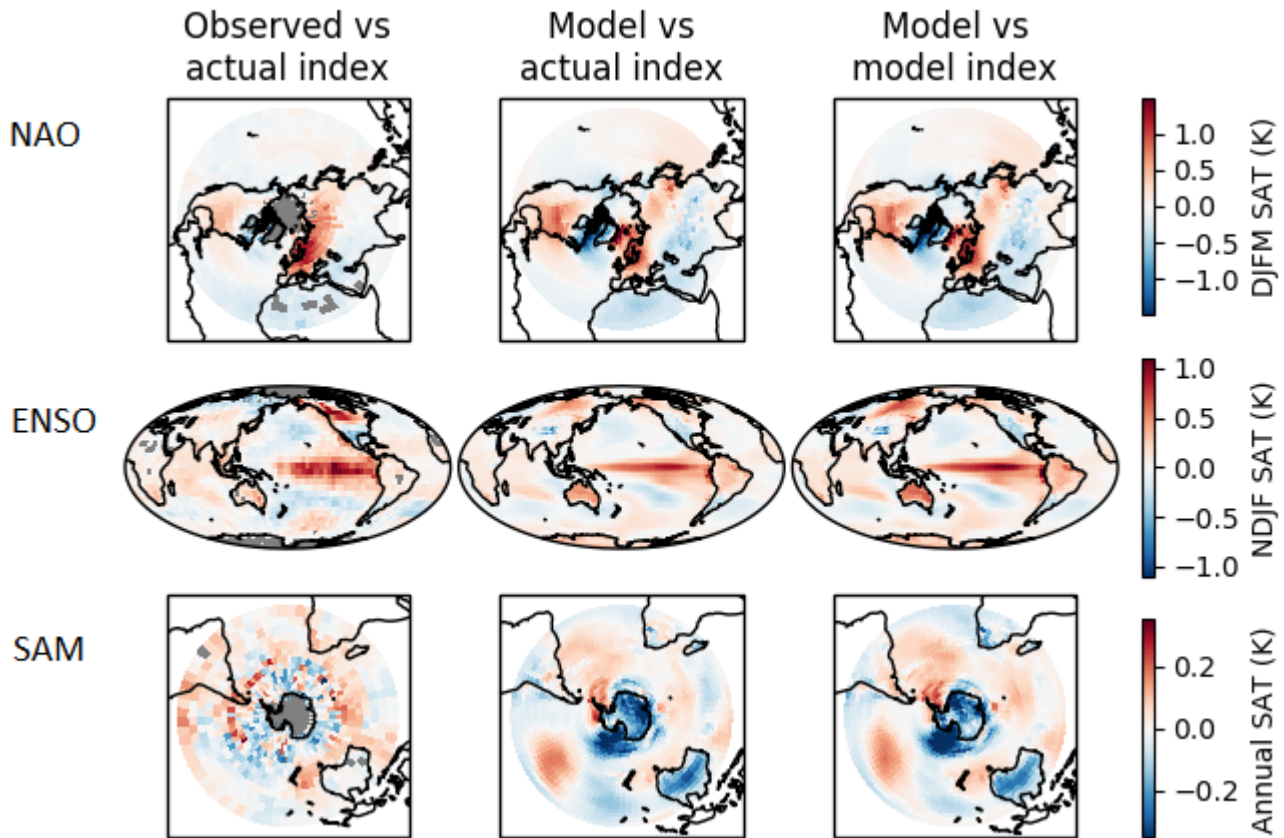 Observed vs
actual index
Model vs
actual index
Model vs
model index
NAO
1.0
0.5
0.0
−0.5
−1.0
DJFM SAT (K)
ENSO
1.0
0.5
0.0
−0.5
−1.0
NDJF SAT (K)
SAM
0.2
0.0
−0.2
Annual SAT (K)